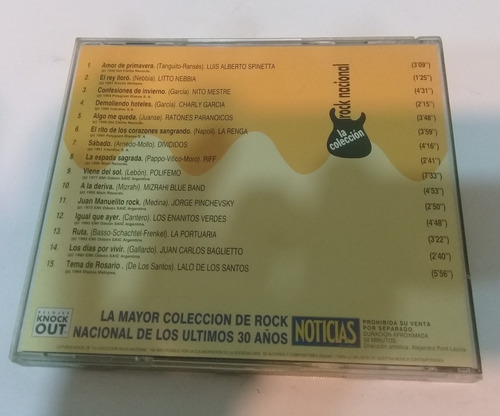 1. Amor de primavera. (Tanguito-Ransés). LUIS ALBERTO SPINETTA (3'09")
2. El rey lloró. (Nebbia). LITTO NEBBIA (1'25")
3. Confesiones de invierno. (García). NITO MESTRE (4'31")
4. Demoliendo hoteles. (García). CHARLY GARCIA (2'15")
5. Algo me queda. (Juanse). RATONES PARANOICOS (3'48")
6. El rito de los corazones sangrando. (Napoli). LA RENGA (3'59")
7. Sábado. (Arnedo-Mollo). DIVIDIDOS (4'16")
8. La espada sagrada. (Pappo-Vitico-Moro). RIFF (2'41")
9. Viene del sol. (Lebón). POLIFEMO
10. A la deriva. (Mizrahi). MIZRAHI BLUE BAND (4'53")
11. Juan Manuelito rock. (Medina). JORGE PINCHEVSKY (2'50")
12. Igual que ayer. (Cantero). LOS ENANITOS VERDES (4'48")
13. Ruta. (Basso-Schachtel-Frenkel). LA PORTUARIA (3'22")
14. Los días por vivir. (Gallardo). JUAN CARLOS BAGLIETTO (2'40")
15. Tema de Rosario. (De Los Santos). LALO DE LOS SANTOS (5'56")
rock nacional
la colección
RELOJES
KNOCK
OUT
LA MAYOR COLECCION DE ROCK
NACIONAL DE LOS ULTIMOS 30 AÑOS
NOTICIAS
PROHIBIDA SU VENTA
POR SEPARADO.
DURACION APROXIMADA
MINUTOS